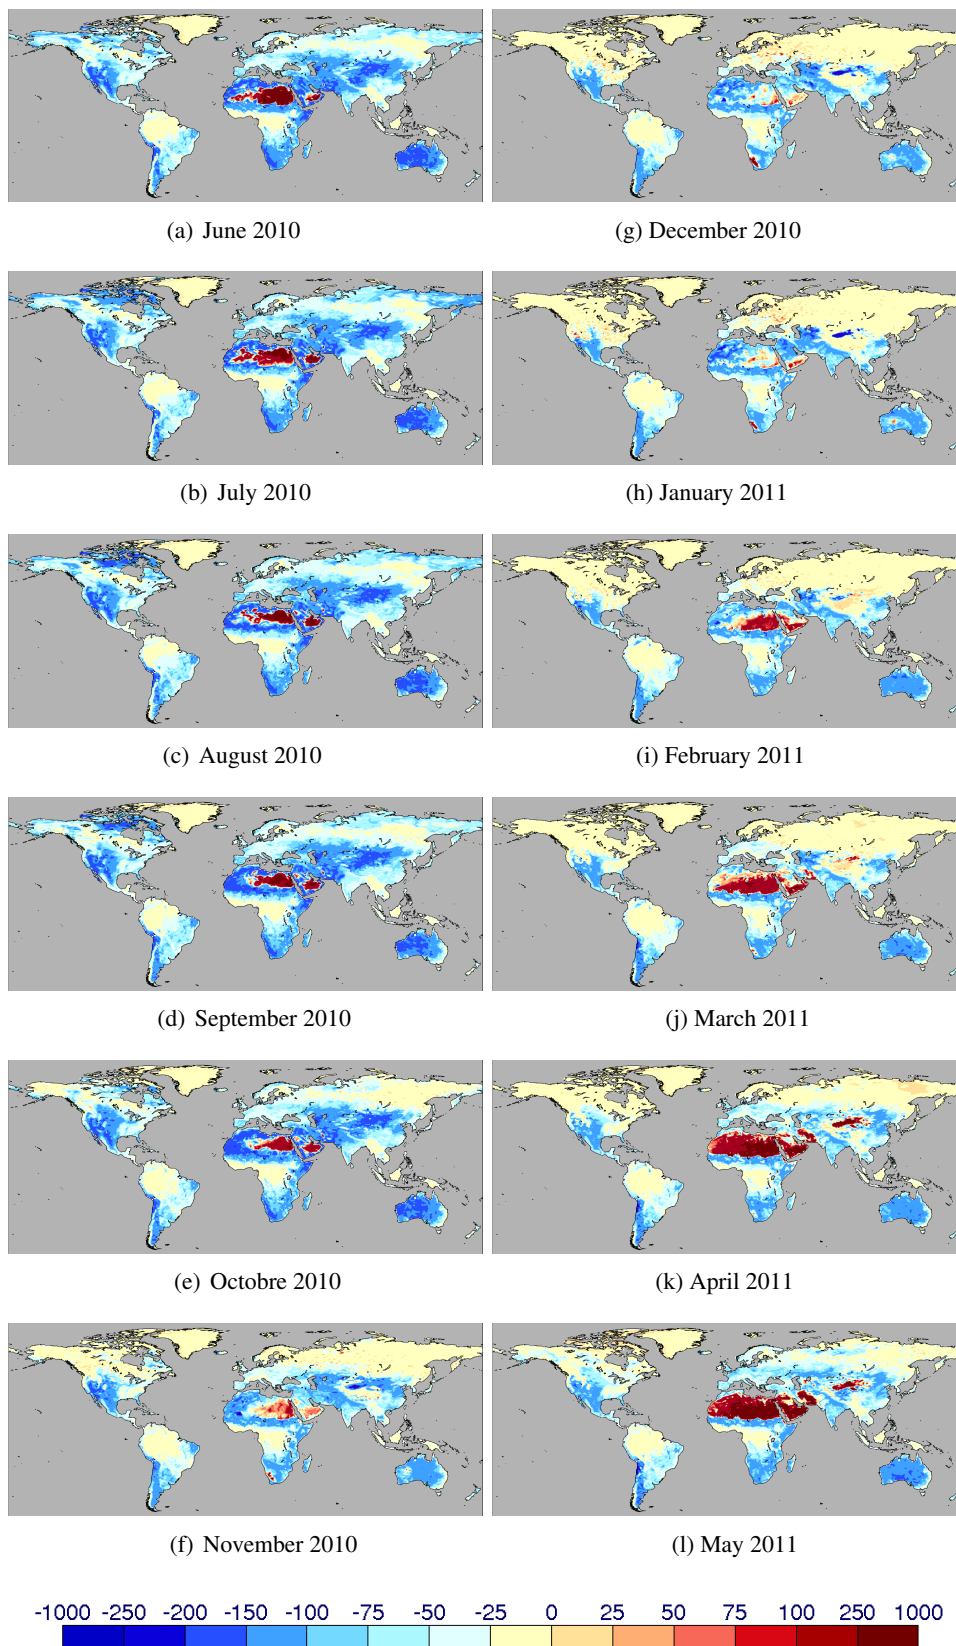 (a) June 2010
(g) December 2010
(b) July 2010
(h) January 2011
(c) August 2010
(i) February 2011
(d) September 2010
(j) March 2011
(e) Octobre 2010
(k) April 2011
(f) November 2010
(l) May 2011
-1000 -250 -200 -150 -100 -75 -50 -25 0 25 50 75 100 250 1000